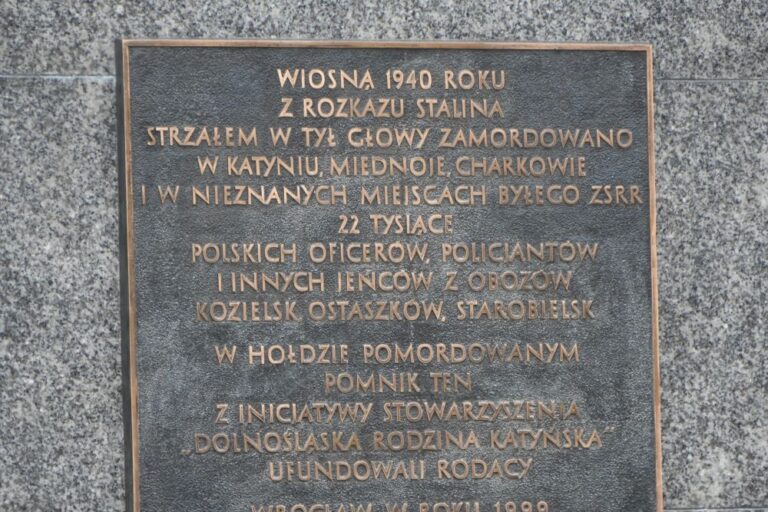 WIOSNĄ 1940 ROKU
Z ROZKAZU STALINA
STRZAŁEM W TYŁ GŁOWY ZAMORDOWANO
W KATYNIU, MIEDNOJE, CHARKOWIE
I W NIEZNANYCH MIEJSCACH BYŁEGO ZSRR
22 TYSIĄCE
POLSKICH OFICERÓW, POLICJANTÓW
I INNYCH JEŃCÓW Z OBOZÓW
KOZIELSK, OSTASZKÓW, STAROBIELSK
W HOŁDZIE POMORDOWANYM
POMNIK TEN
Z INICJATYWY STOWARZYSZENIA
„DOLNOŚLĄSKA RODZINA KATYŃSKA"
UFUNDOWALI RODACY
WROCŁAW W ROKU